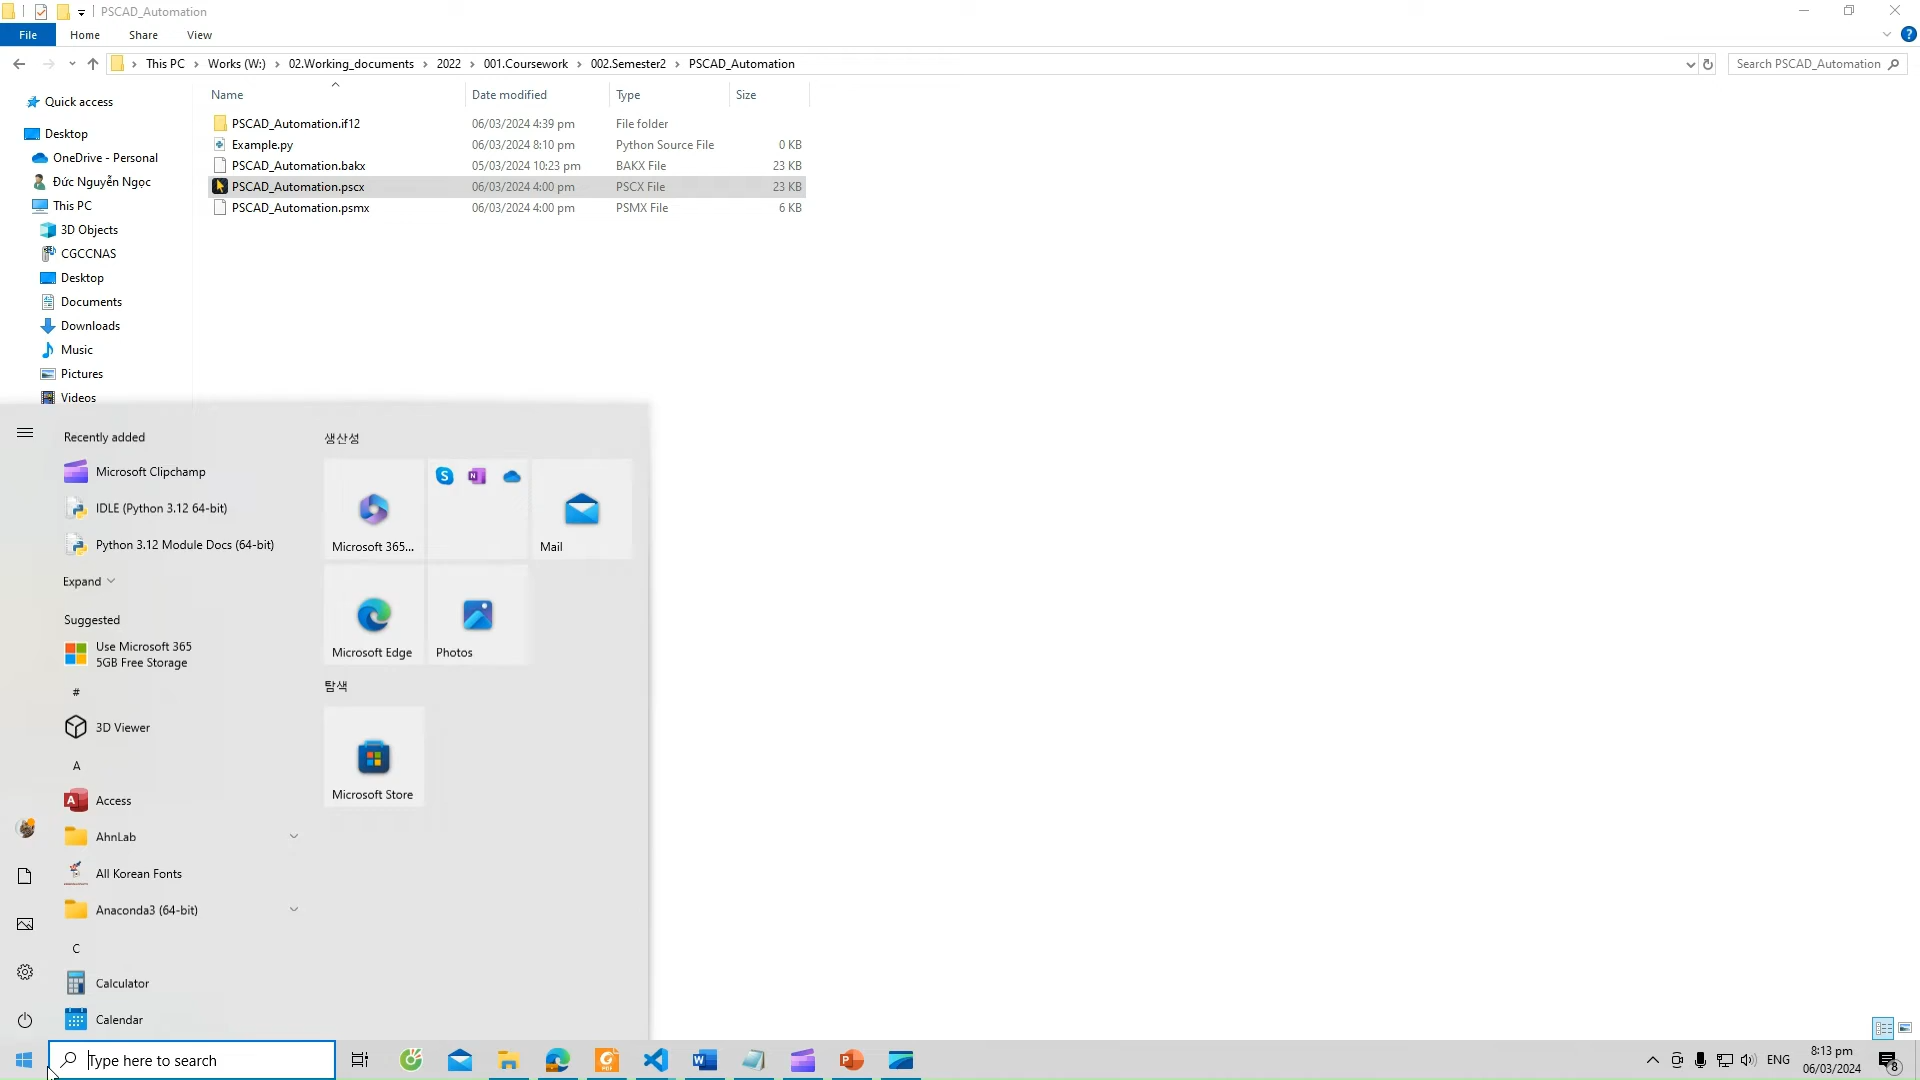 PSCAD_Automation
File Home Share View
This PC Works (W:) 02.Working_documents 2022 001.Coursework 002.Semester2 PSCAD_Automation
Search PSCAD_Automation
Name Date modified Type Size
Quick access
Desktop
OneDrive - Personal
Đức Nguyễn Ngọc
This PC
3D Objects
CGCCNAS
Desktop
Documents
Downloads
Music
Pictures
Videos
PSCAD_Automation.if12 06/03/2024 4:39 pm File folder
Example.py 06/03/2024 8:10 pm Python Source File 0 KB
PSCAD_Automation.bakx 05/03/2024 10:23 pm BAKX File 23 KB
PSCAD_Automation.pscx 06/03/2024 4:00 pm PSCX File 23 KB
PSCAD_Automation.psmx 06/03/2024 4:00 pm PSMX File 6 KB
Recently added
Microsoft Clipchamp
IDLE (Python 3.12 64-bit)
Python 3.12 Module Docs (64-bit)
Expand
Suggested
Use Microsoft 365
5GB Free Storage
#
3D Viewer
A
Access
AhnLab
All Korean Fonts
Anaconda3 (64-bit)
C
Calculator
Calendar
생산성
Microsoft 365...
Mail
Microsoft Edge
Photos
탐색
Microsoft Store
Type here to search
ENG
8:13 pm
06/03/2024
8